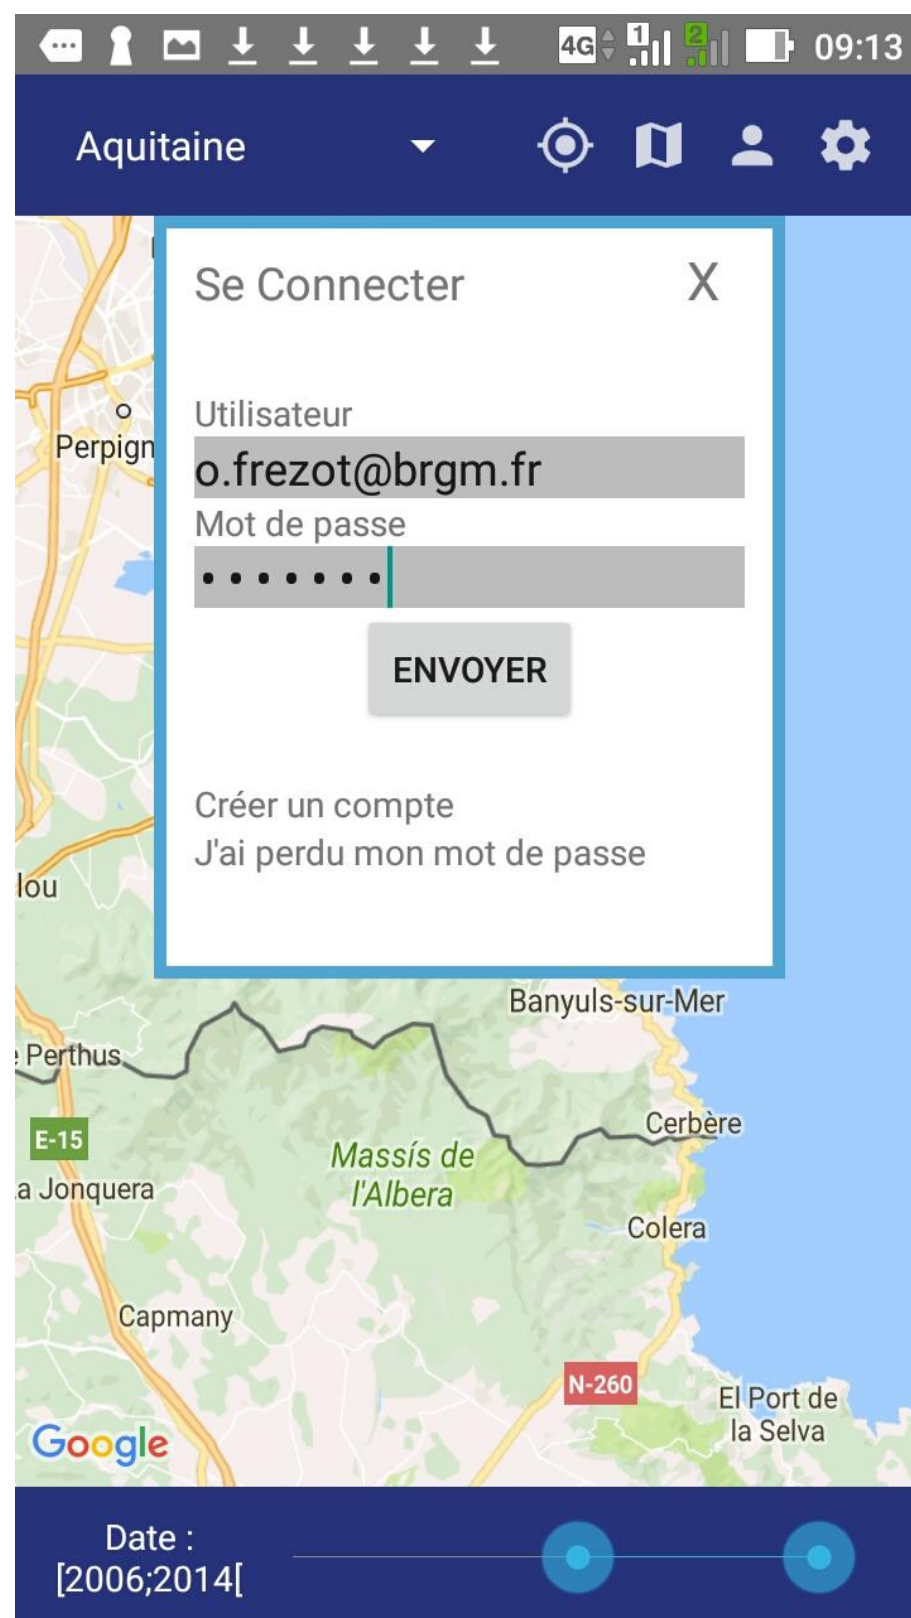 4G 1 2 09:13
Aquitaine
Se Connecter X
Utilisateur
o.frezot@brgm.fr
Mot de passe
•••••••
ENVOYER
Créer un compte
J'ai perdu mon mot de passe
Perpign
lou
Banyuls-sur-Mer
Perthus
Cerbère
E-15
Massís de
l'Albera
a Jonquera
Colera
Capmany
N-260
El Port de
la Selva
Google
Date :
[2006;2014[